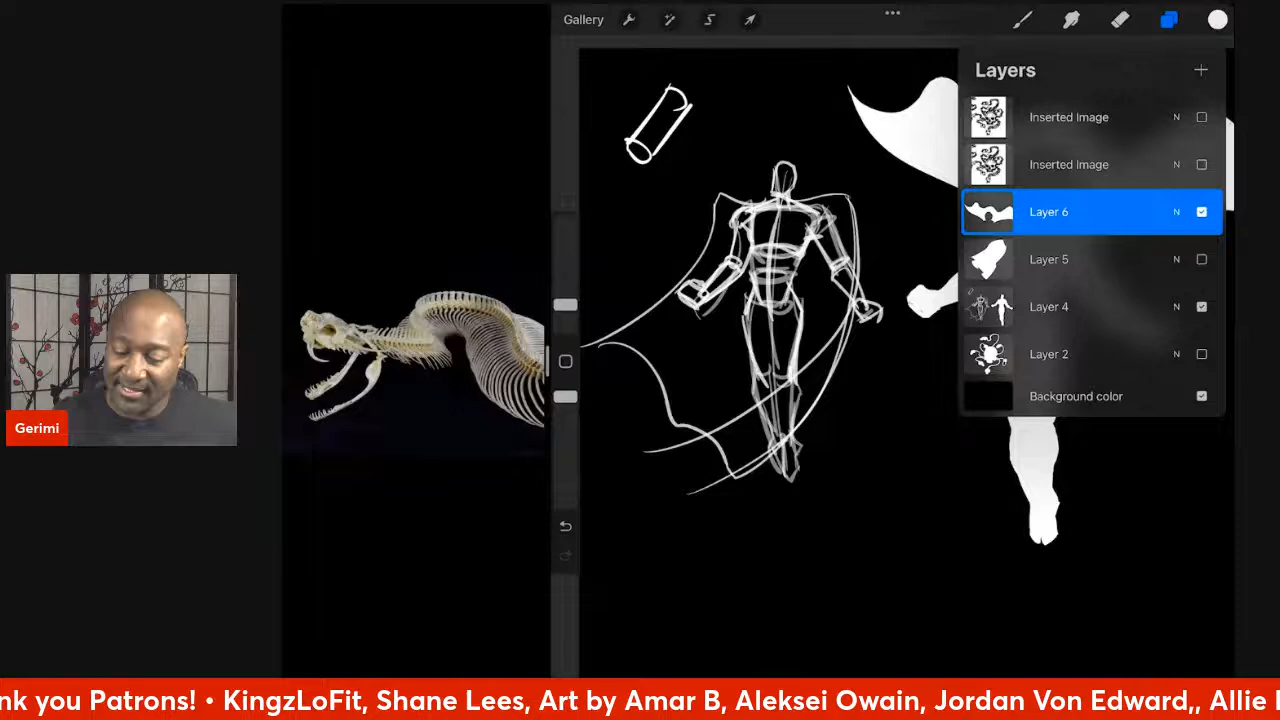 Gallery
Layers
Inserted Image N
Inserted Image N
Layer 6 N
Layer 5 N
Layer 4 N
Layer 2 N
Background color
Gerimi
nk you Patrons! • KingzLoFit, Shane Lees, Art by Amar B, Aleksei Owain, Jordan Von Edward,, Allie